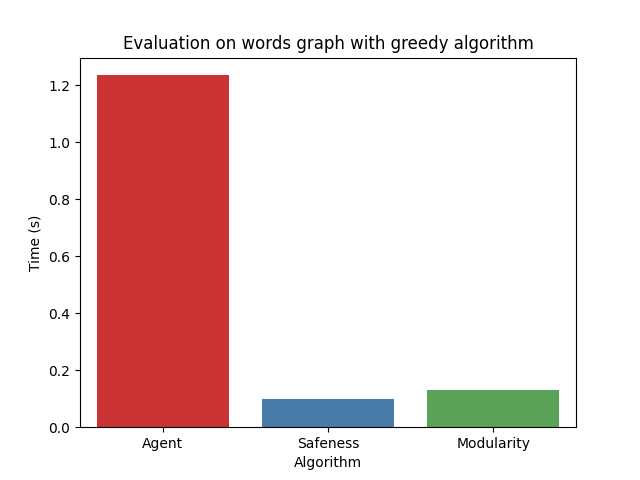 Evaluation on words graph with greedy algorithm
Time (s)
1.2
1.0
0.8
0.6
0.4
0.2
0.0
Agent
Safeness
Modularity
Algorithm